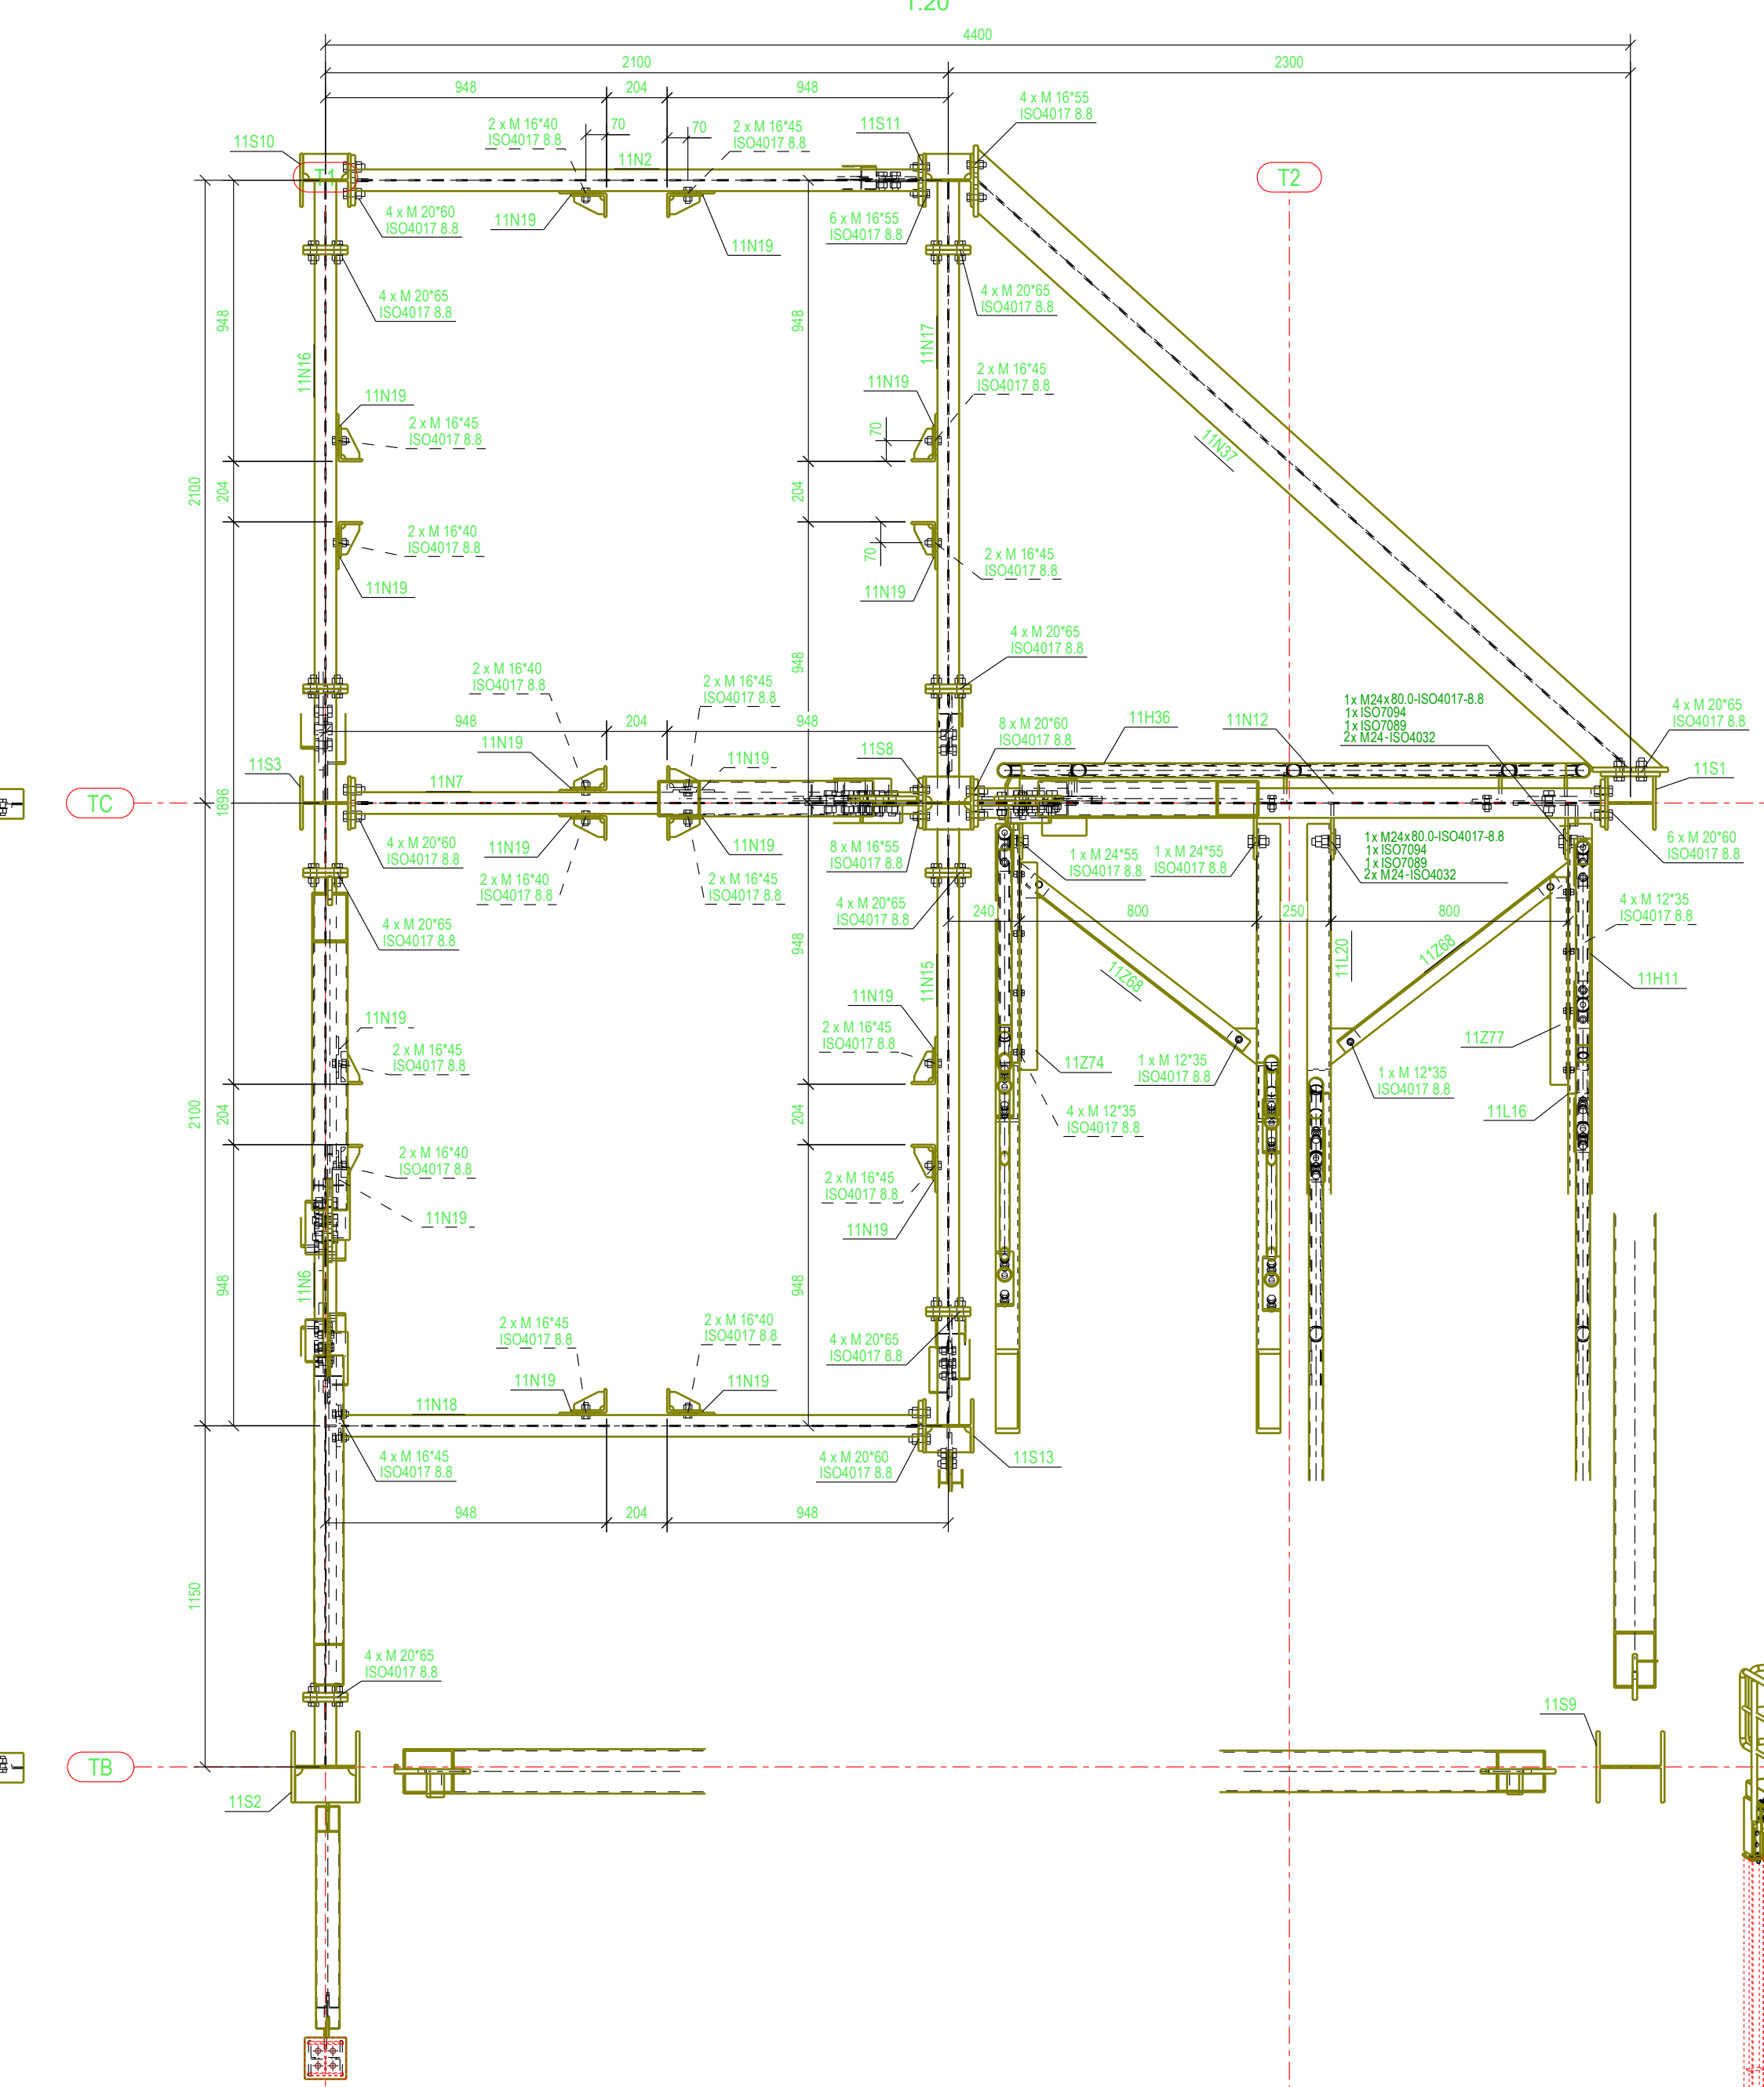 1:20
4400
2100
2300
948
204
948
4 x M 16*55
ISO4017 8.8
2 x M 16*40
ISO4017 8.8
70
70
2 x M 16*45
ISO4017 8.8
11S11
11S10
11N2
T1
T2
4 x M 20*60
ISO4017 8.8
11N19
11N19
6 x M 16*55
ISO4017 8.8
4 x M 20*65
ISO4017 8.8
4 x M 20*65
ISO4017 8.8
948
948
11N16
11N17
11N19
2 x M 16*45
ISO4017 8.8
11N19
2 x M 16*45
ISO4017 8.8
70
11N37
2100
204
204
2 x M 16*40
ISO4017 8.8
11N19
70
2 x M 16*45
ISO4017 8.8
11N19
4 x M 20*65
ISO4017 8.8
2 x M 16*40
ISO4017 8.8
2 x M 16*45
ISO4017 8.8
948
1x M24x80.0-ISO4017-8.8
1x ISO7094
1x ISO7089
2x M24-ISO4032
4 x M 20*65
ISO4017 8.8
948
204
948
8 x M 20*60
ISO4017 8.8
11H36
11N12
11S3
11N19
11N19
11S8
11S1
11N7
TC
1896
4 x M 20*60
ISO4017 8.8
11N19
11N19
8 x M 16*55
ISO4017 8.8
1 x M 24*55
ISO4017 8.8
1 x M 24*55
ISO4017 8.8
1x M24x80.0-ISO4017-8.8
1x ISO7094
1x ISO7089
2x M24-ISO4032
6 x M 20*60
ISO4017 8.8
2 x M 16*40
ISO4017 8.8
2 x M 16*45
ISO4017 8.8
4 x M 20*65
ISO4017 8.8
4 x M 20*65
ISO4017 8.8
240
800
250
800
4 x M 12*35
ISO4017 8.8
948
11N15
11Z68
11L20
11Z68
11H11
11N19
11N19
2 x M 16*45
ISO4017 8.8
2 x M 16*45
ISO4017 8.8
11Z74
1 x M 12*35
ISO4017 8.8
11Z77
1 x M 12*35
ISO4017 8.8
11L16
2100
204
204
4 x M 12*35
ISO4017 8.8
2 x M 16*40
ISO4017 8.8
11N19
2 x M 16*45
ISO4017 8.8
11N19
948
11N6
948
2 x M 16*45
ISO4017 8.8
2 x M 16*40
ISO4017 8.8
4 x M 20*65
ISO4017 8.8
11N19
11N19
11N18
4 x M 16*45
ISO4017 8.8
4 x M 20*60
ISO4017 8.8
11S13
948
204
948
1150
4 x M 20*65
ISO4017 8.8
11S9
TB
11S2